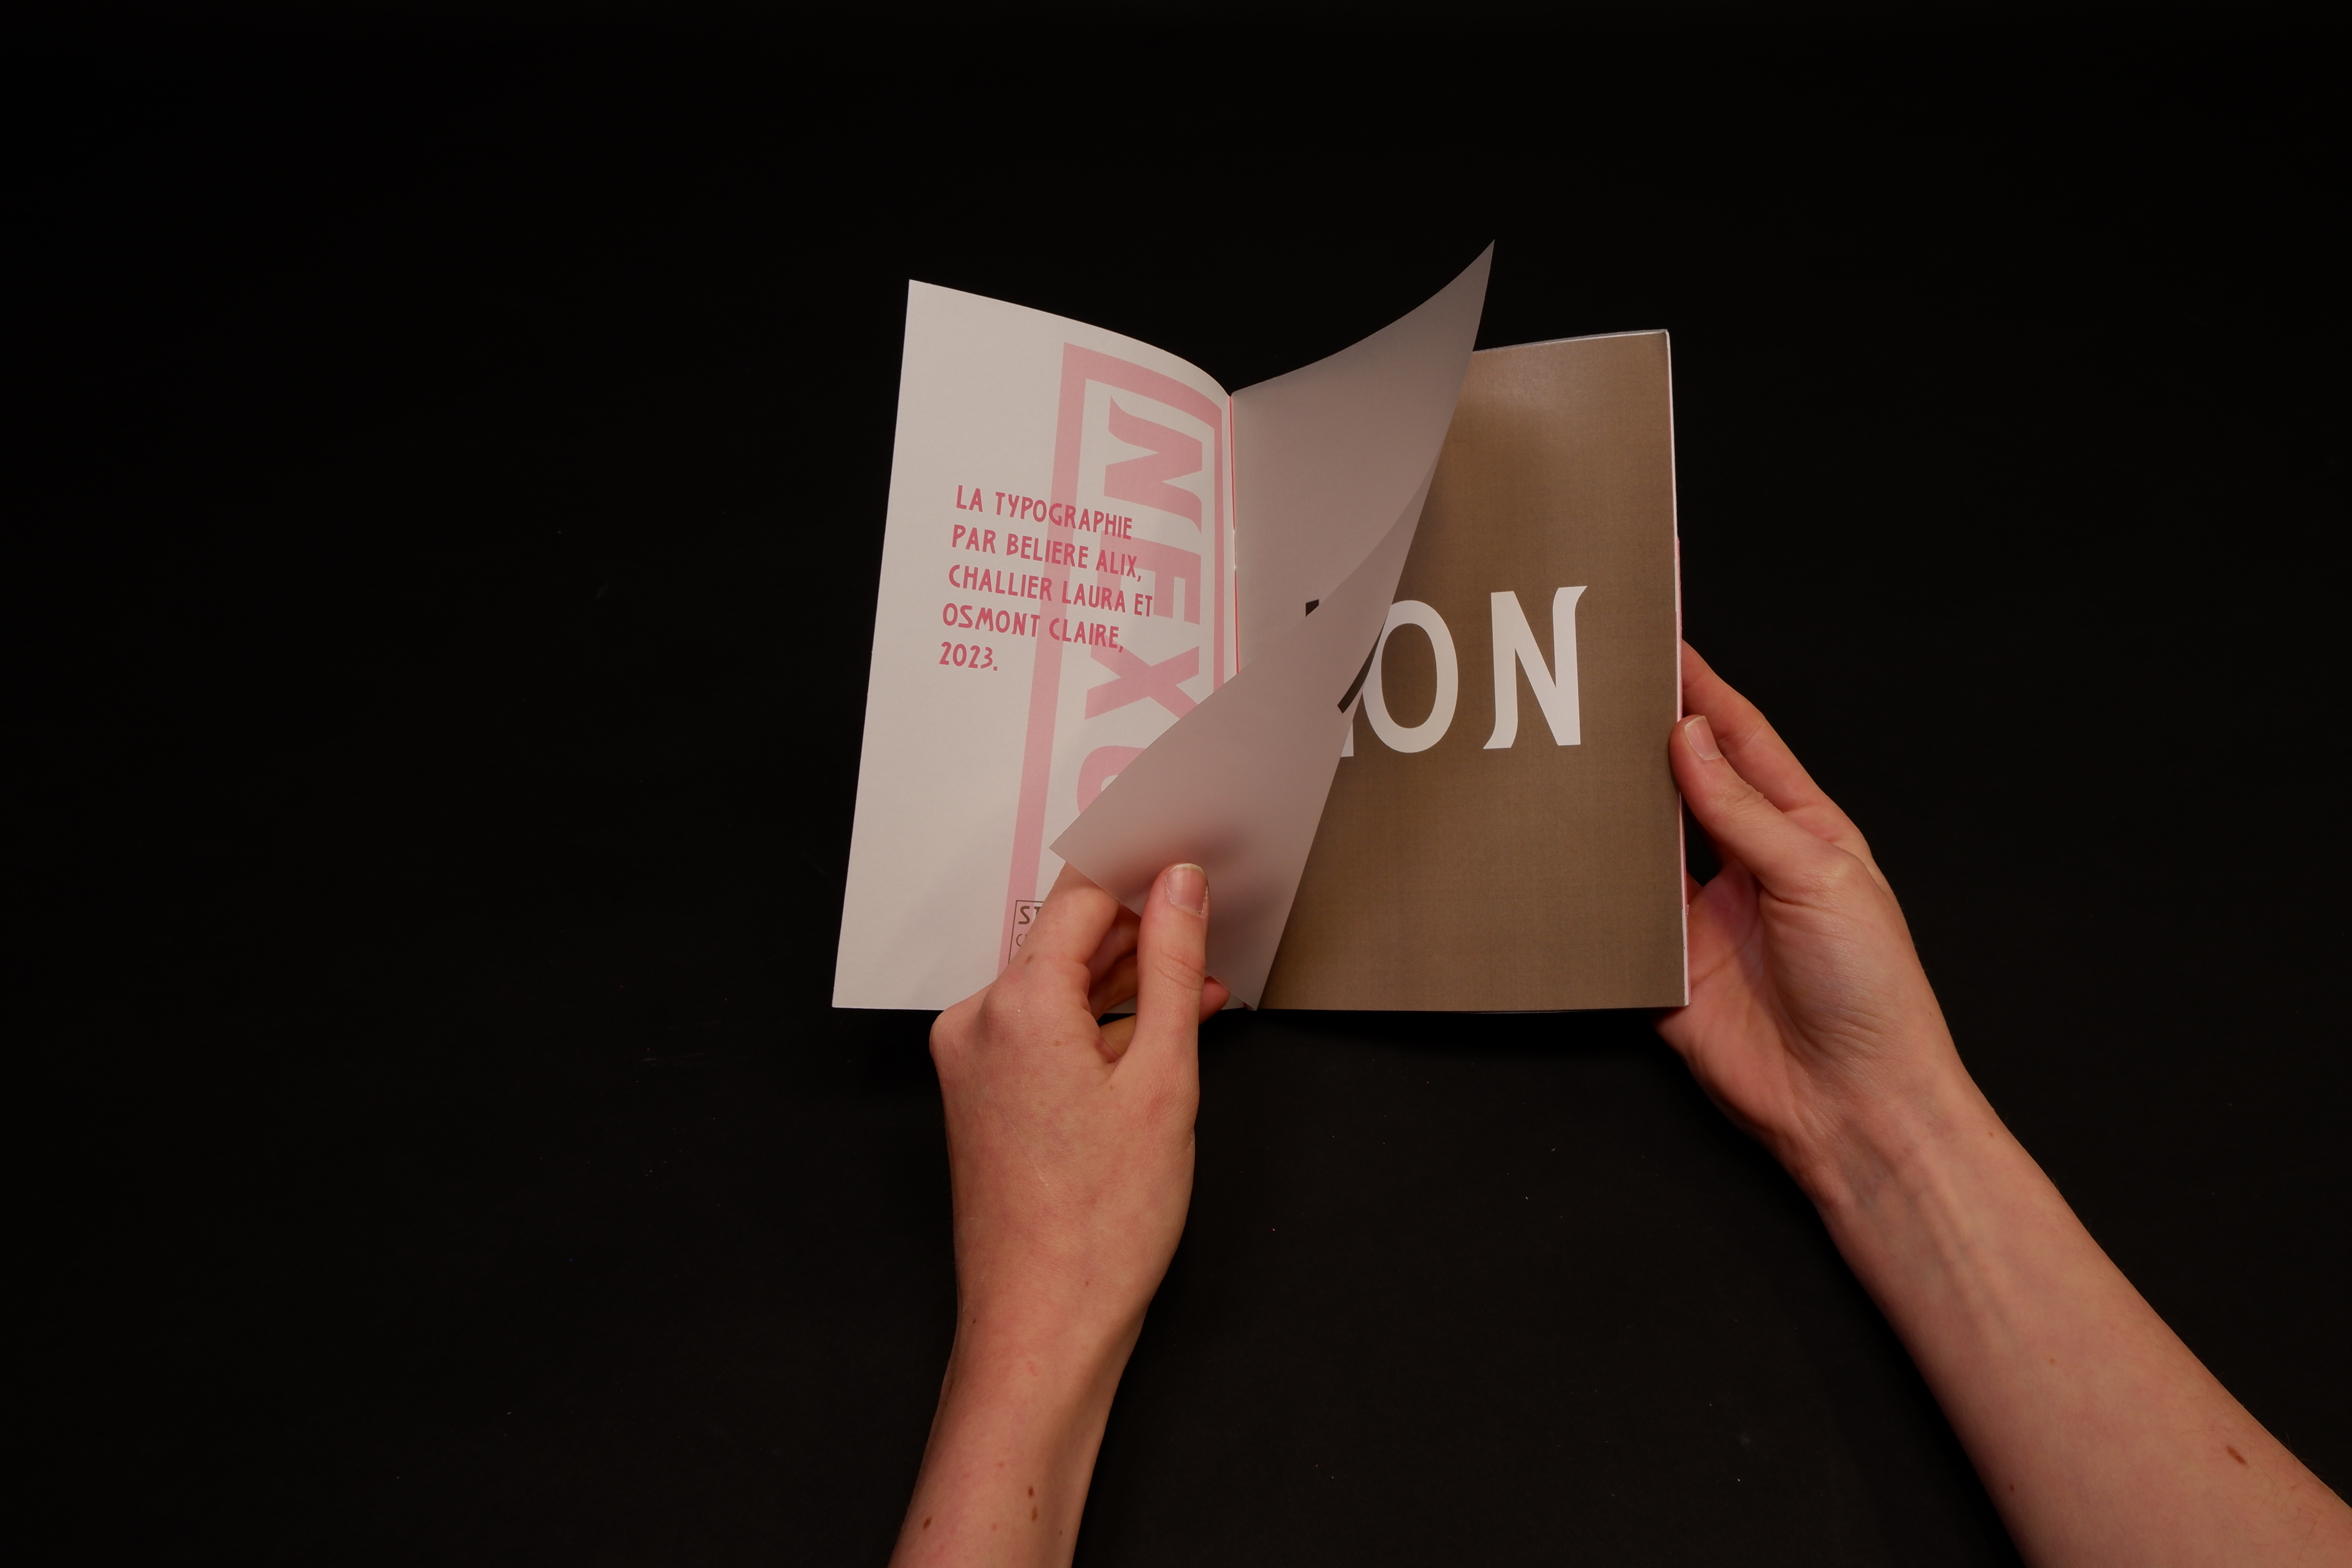 LA TYPOGRAPHIE
PAR BELIERE ALIX,
CHALLIER LAURA ET
OSMONT CLAIRE,
2023.
ON